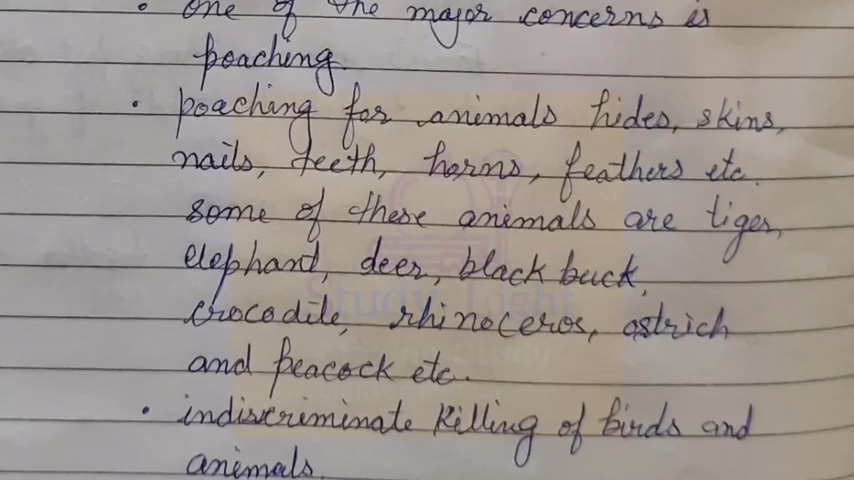 • one of the major concerns is
poaching.
• poaching for animals hides, skins,
nails, teeth, horns, feathers etc.
some of these animals are tiger,
elephant, deer, black buck,
crocodile, rhinoceros, ostrich
and peacock etc.
• indiscriminate killing of birds and
animals.
Study Light